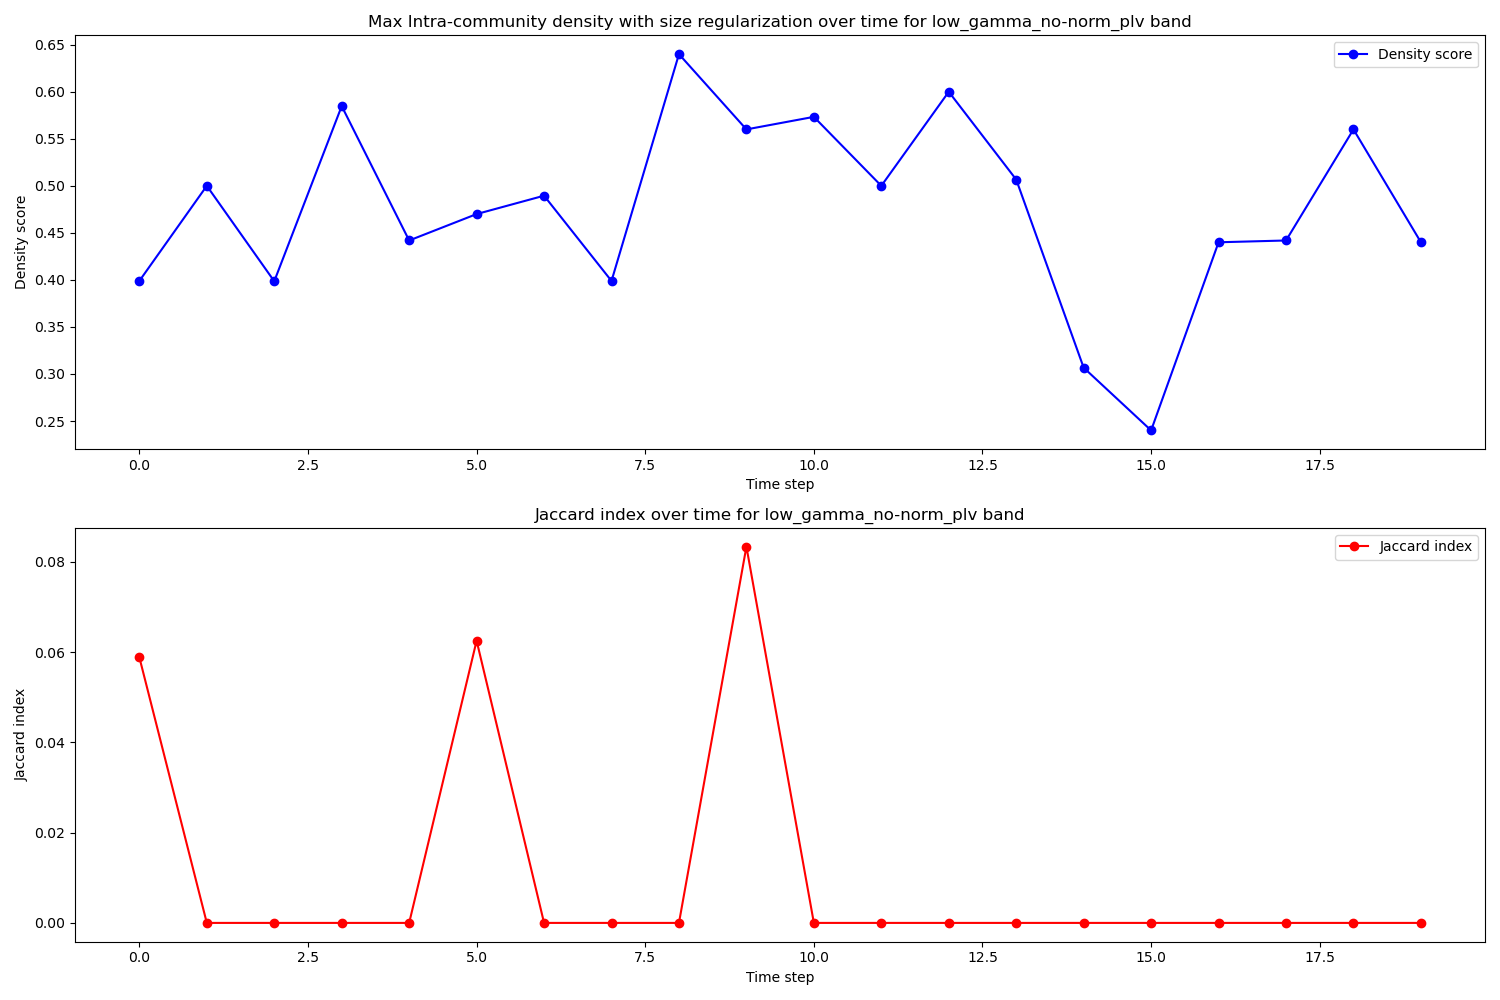 Max Intra-community density with size regularization over time for low_gamma_no-norm_plv band
Density score
0.65
0.60
0.55
0.50
0.45
0.40
0.35
0.30
0.25
Density score
0.0 2.5 5.0 7.5 10.0 12.5 15.0 17.5
Time step
Jaccard index over time for low_gamma_no-norm_plv band
Jaccard index
0.08
0.06
0.04
0.02
0.00
Jaccard index
0.0 2.5 5.0 7.5 10.0 12.5 15.0 17.5
Time step